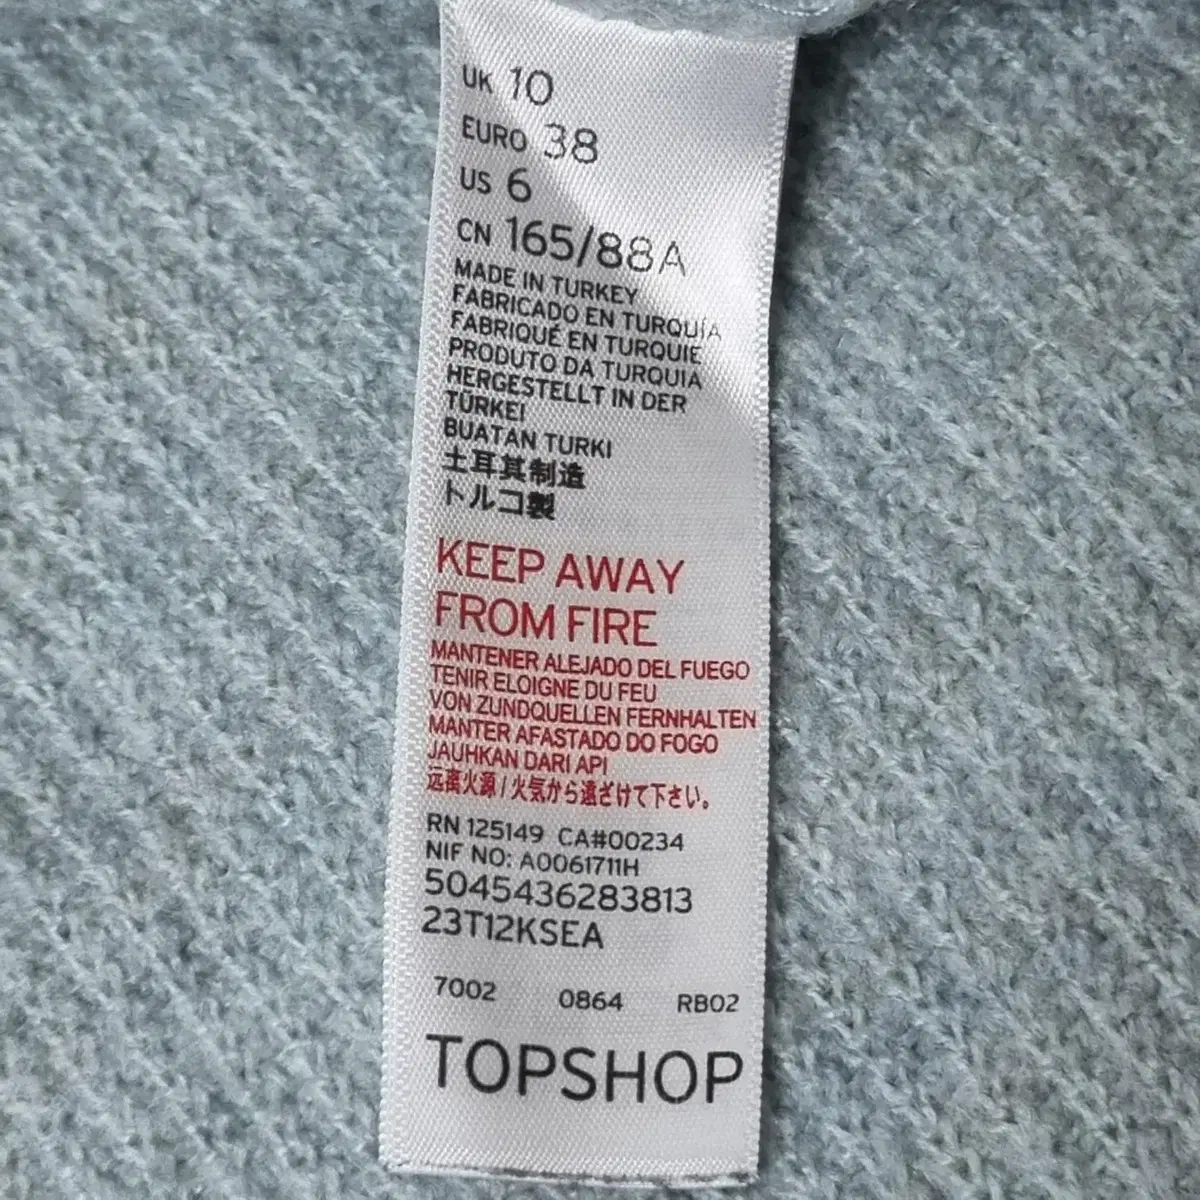 UK 10
EURO 38
US 6
CN 165/88A
MADE IN TURKEY
FABRICADO EN TURQUÍA
FABRIQUÉ EN TURQUIE
PRODUTO DA TURQUIA
HERGESTELLT IN DER
TÜRKEI
BUATAN TURKI
土耳其制造
トルコ製
KEEP AWAY
FROM FIRE
MANTENER ALEJADO DEL FUEGO
TENIR ELOIGNE DU FEU
VON ZUNDQUELLEN FERNHALTEN
MANTER AFASTADO DO FOGO
JAUHKAN DARI API
远离火源 / 火気から遠ざけて下さい。
RN 125149 CA#00234
NIF NO: A0061711H
5045436283813
23T12KSEA
7002 0864 RB02
TOPSHOP